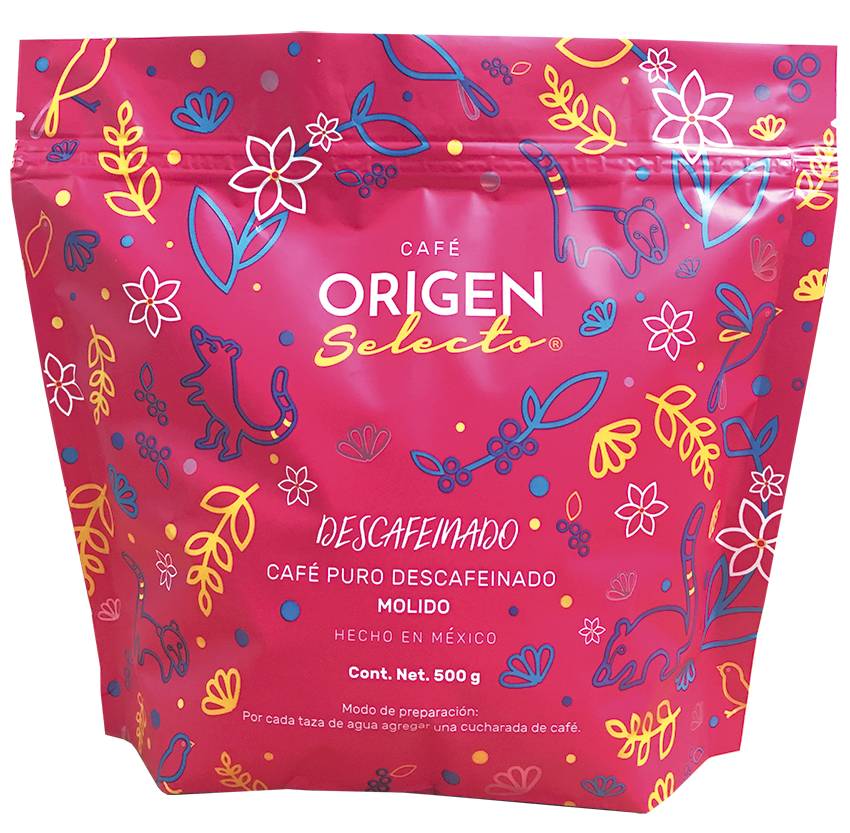 CAFÉ
ORIGEN
Selecto®
DESCAFEINADO
CAFÉ PURO DESCAFEINADO
MOLIDO
HECHO EN MÉXICO
Cont. Net. 500 g
Modo de preparación:
Por cada taza de agua agregar una cucharada de café.